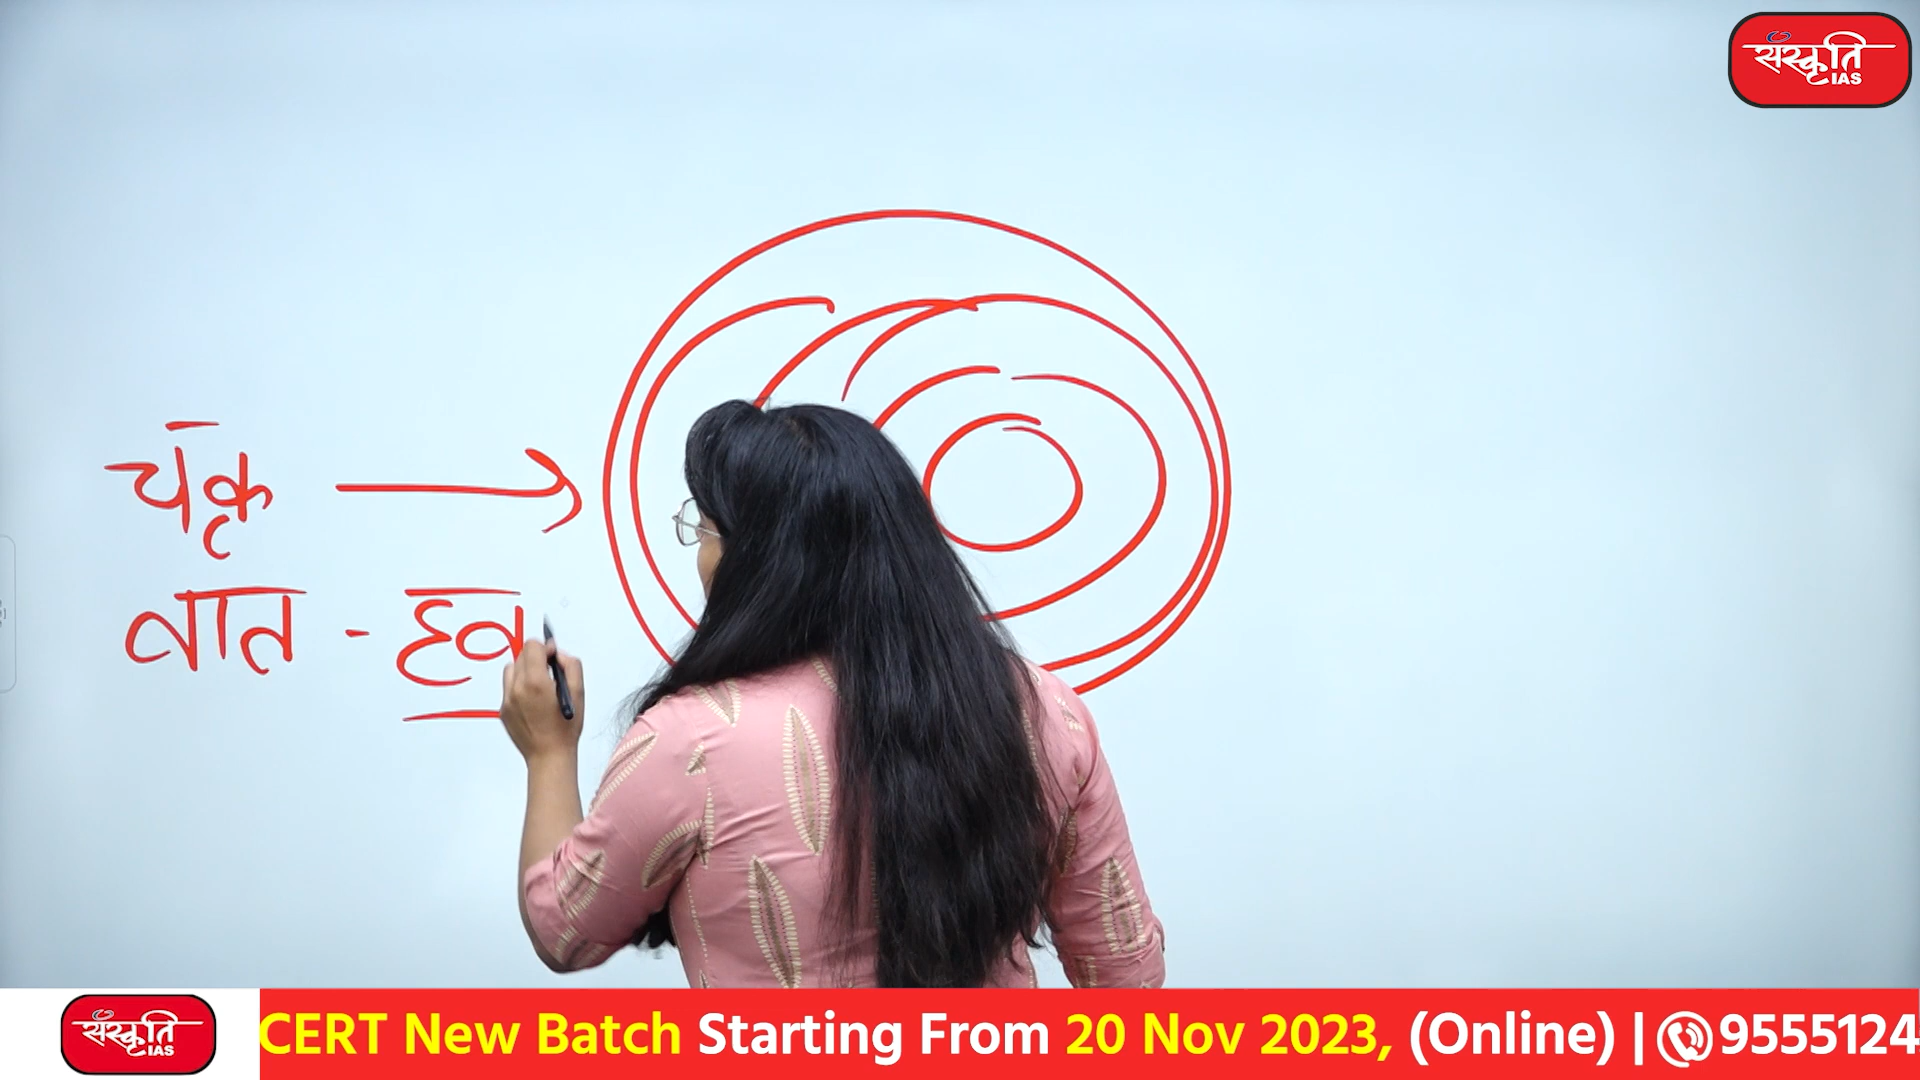 संस्कृति
IAS
चक्र
वात - हव
संस्कृति
IAS
CERT New Batch Starting From 20 Nov 2023, (Online) | 9555124